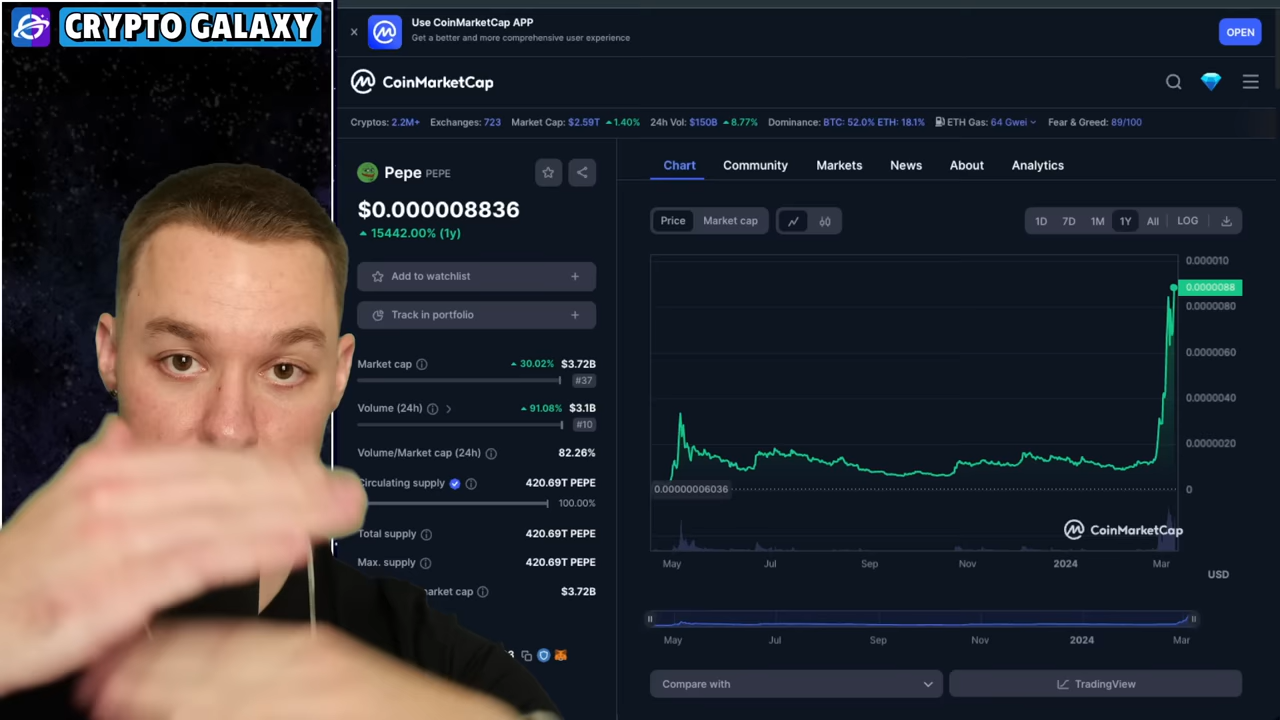 CRYPTO GALAXY
Use CoinMarketCap APP
Get a better and more comprehensive user experience
OPEN
CoinMarketCap
Cryptos: 2.2M+ Exchanges: 723 Market Cap: $2.59T 1.40% 24h Vol: $150B 8.77% Dominance: BTC: 52.0% ETH: 18.1% ETH Gas: 64 Gwei Fear & Greed: 89/100
Pepe PEPE
$0.000008836
15442.00% (1y)
Add to watchlist +
Track in portfolio +
Market cap 30.02% $3.72B
#37
Volume (24h) 91.08% $3.1B
#10
Volume/Market cap (24h) 82.26%
Circulating supply 420.69T PEPE
100.00%
Total supply 420.69T PEPE
Max. supply 420.69T PEPE
market cap $3.72B
3
Chart Community Markets News About Analytics
Price Market cap
1D 7D 1M 1Y All LOG
0.000010
0.0000088
0.0000080
0.0000060
0.0000040
0.0000020
0
0.00000006036
CoinMarketCap
May Jul Sep Nov 2024 Mar
USD
May Jul Sep Nov 2024 Mar
Compare with
TradingView